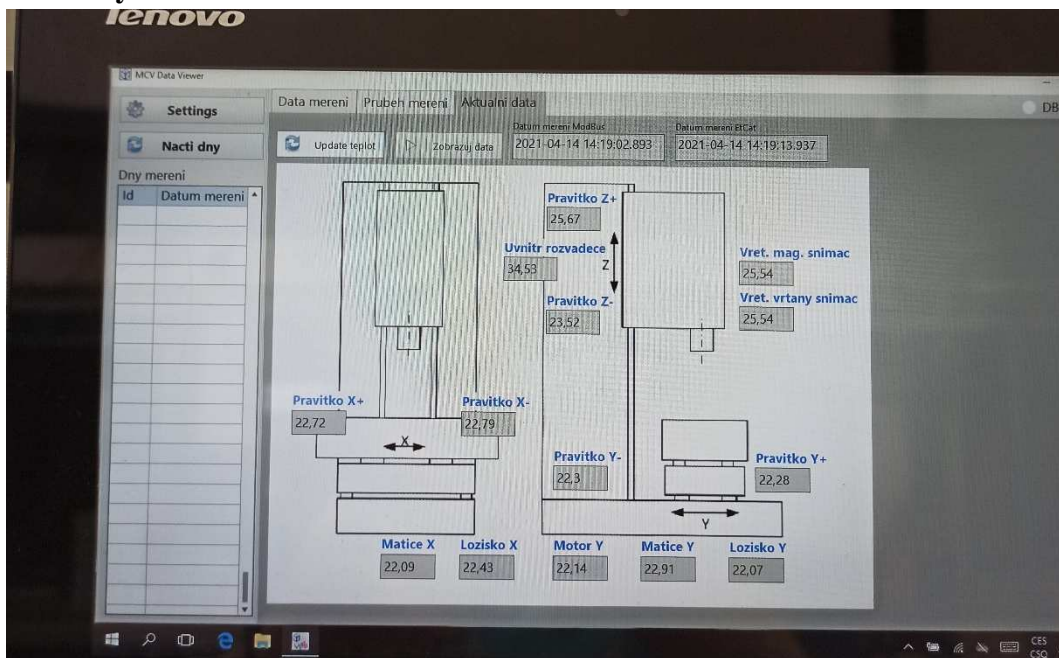 lenovo
MCV Data Viewer
Settings
Nacti dny
Dny mereni
Id Datum mereni
Data mereni Prubeh mereni Aktualni data
Update teplot Zobrazuj data
Datum mereni ModBus
2021-04-14 14:19:02.893
Datum mereni EtCat
2021-04-14 14:19:13.937
DB
Pravitko Z+
25,67
Uvnitr rozvadece
34,53
Z
Pravitko Z-
23,52
Vret. mag. snimac
25,54
Vret. vrtany snimac
25,54
Pravitko X+
22,72
Pravitko X-
22,79
X
Pravitko Y-
22,3
Pravitko Y+
22,28
Y
Matice X
22,09
Lozisko X
22,43
Motor Y
22,14
Matice Y
22,91
Lozisko Y
22,07
CES
CSQ